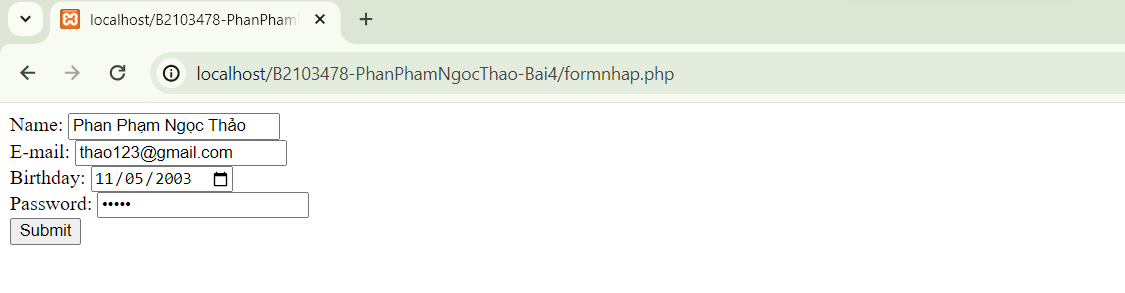 localhost/B2103478-PhanPham
localhost/B2103478-PhanPhamNgocThao-Bai4/formnhap.php
Name: Phan Phạm Ngọc Thảo
E-mail: thao123@gmail.com
Birthday: 11/05/2003
Password: •••••
Submit